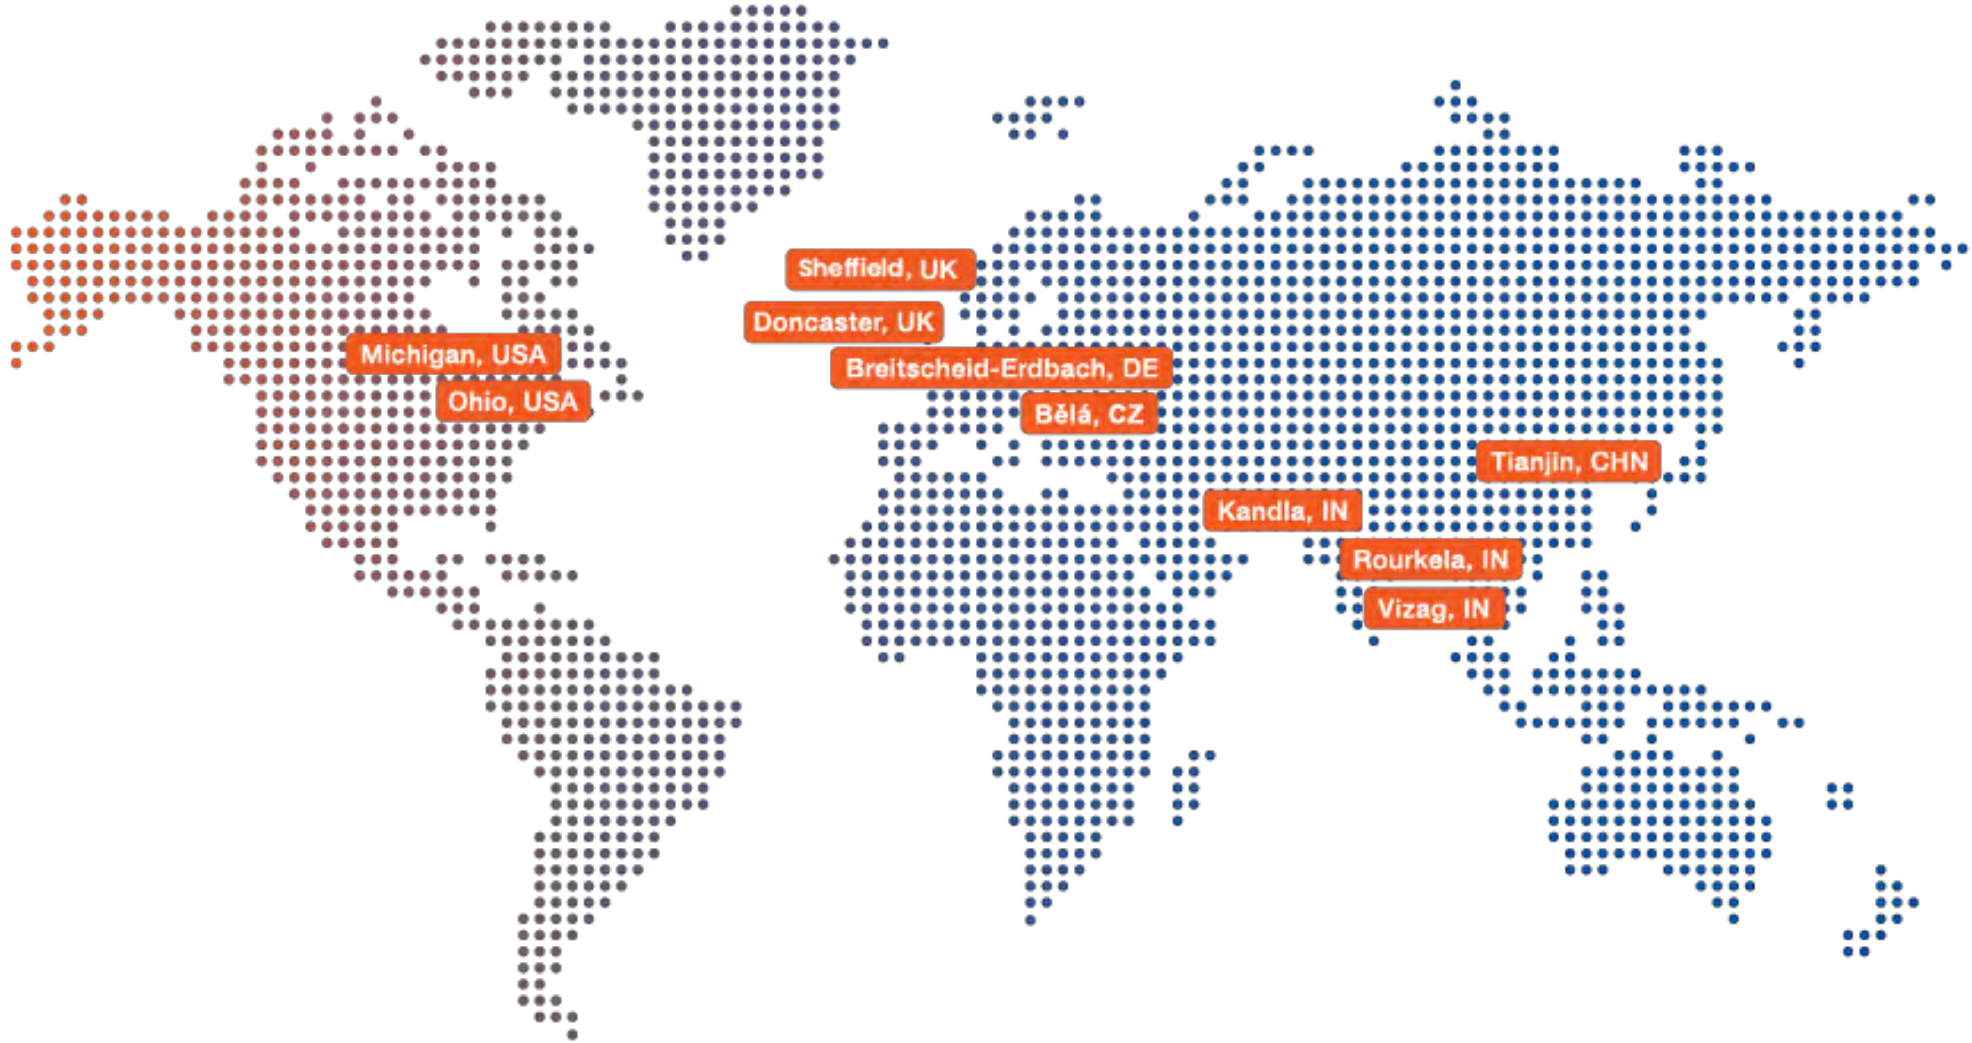 Sheffield, UK
Doncaster, UK
Michigan, USA
Breitscheid-Erdbach, DE
Ohio, USA
Bělá, CZ
Tianjin, CHN
Kandla, IN
Rourkela, IN
Vizag, IN